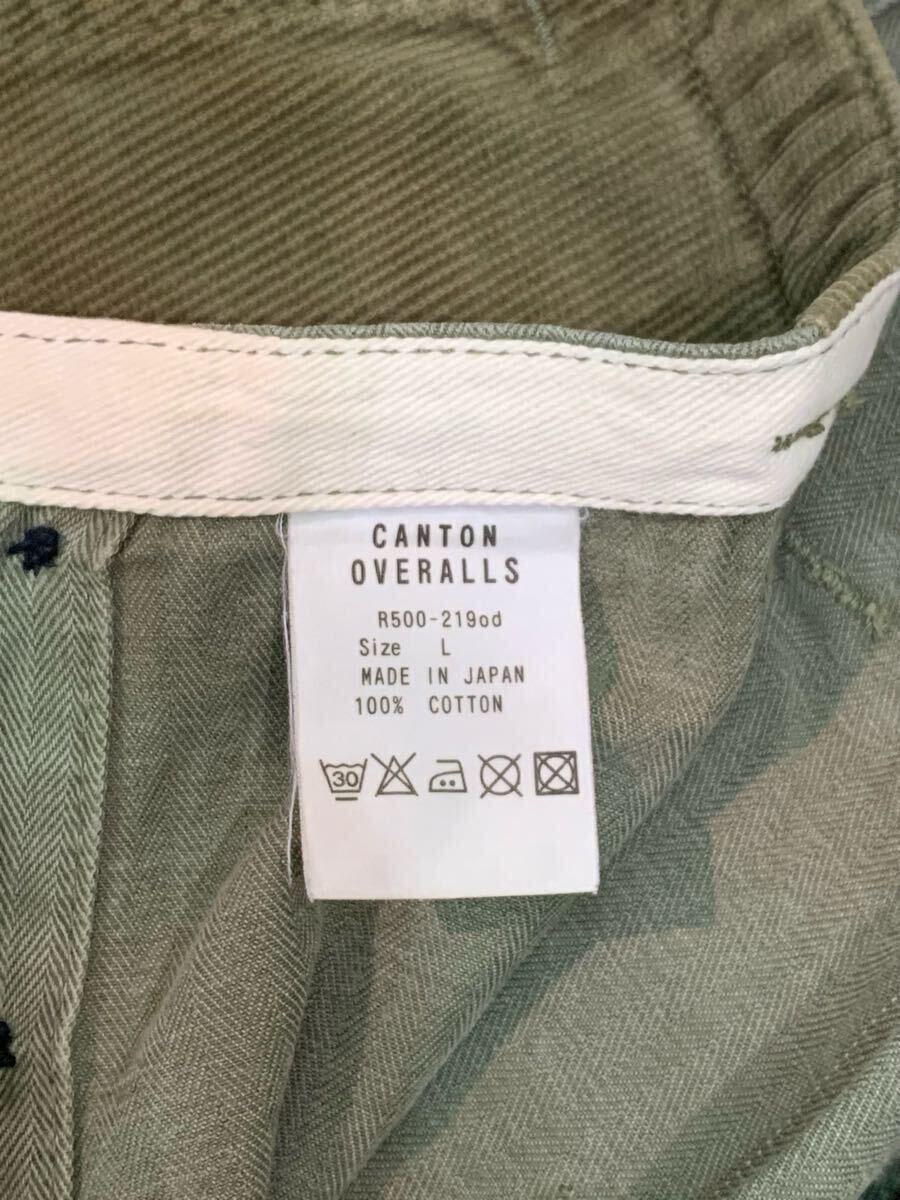 CANTON
OVERALLS
R500-219od
Size L
MADE IN JAPAN
100% COTTON
30